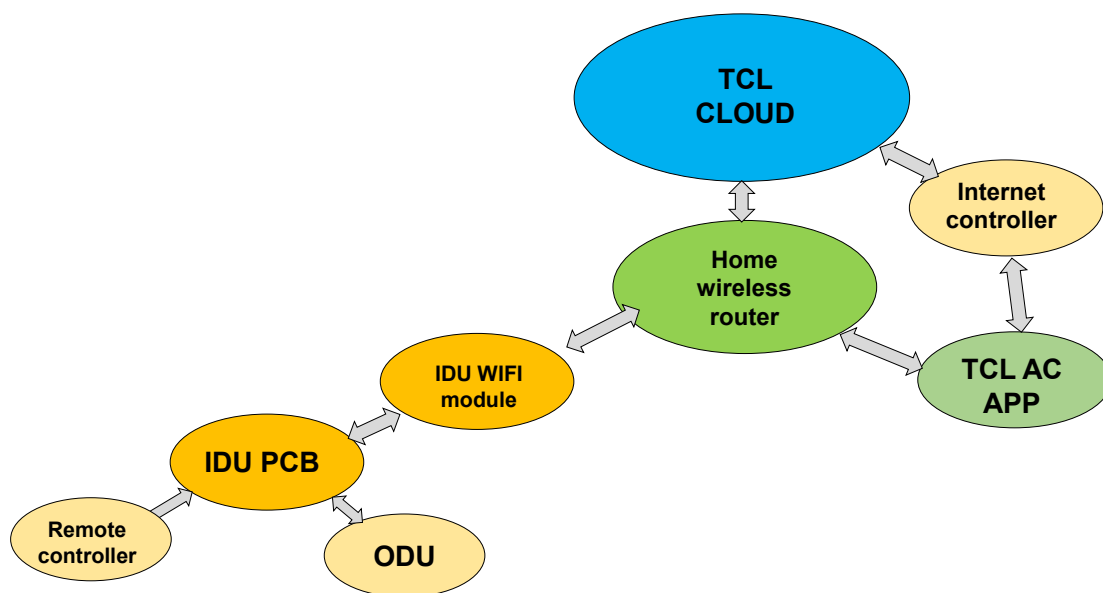 TCL
CLOUD
Internet
controller
Home
wireless
router
IDU WIFI
module
TCL AC
APP
IDU PCB
Remote
controller
ODU